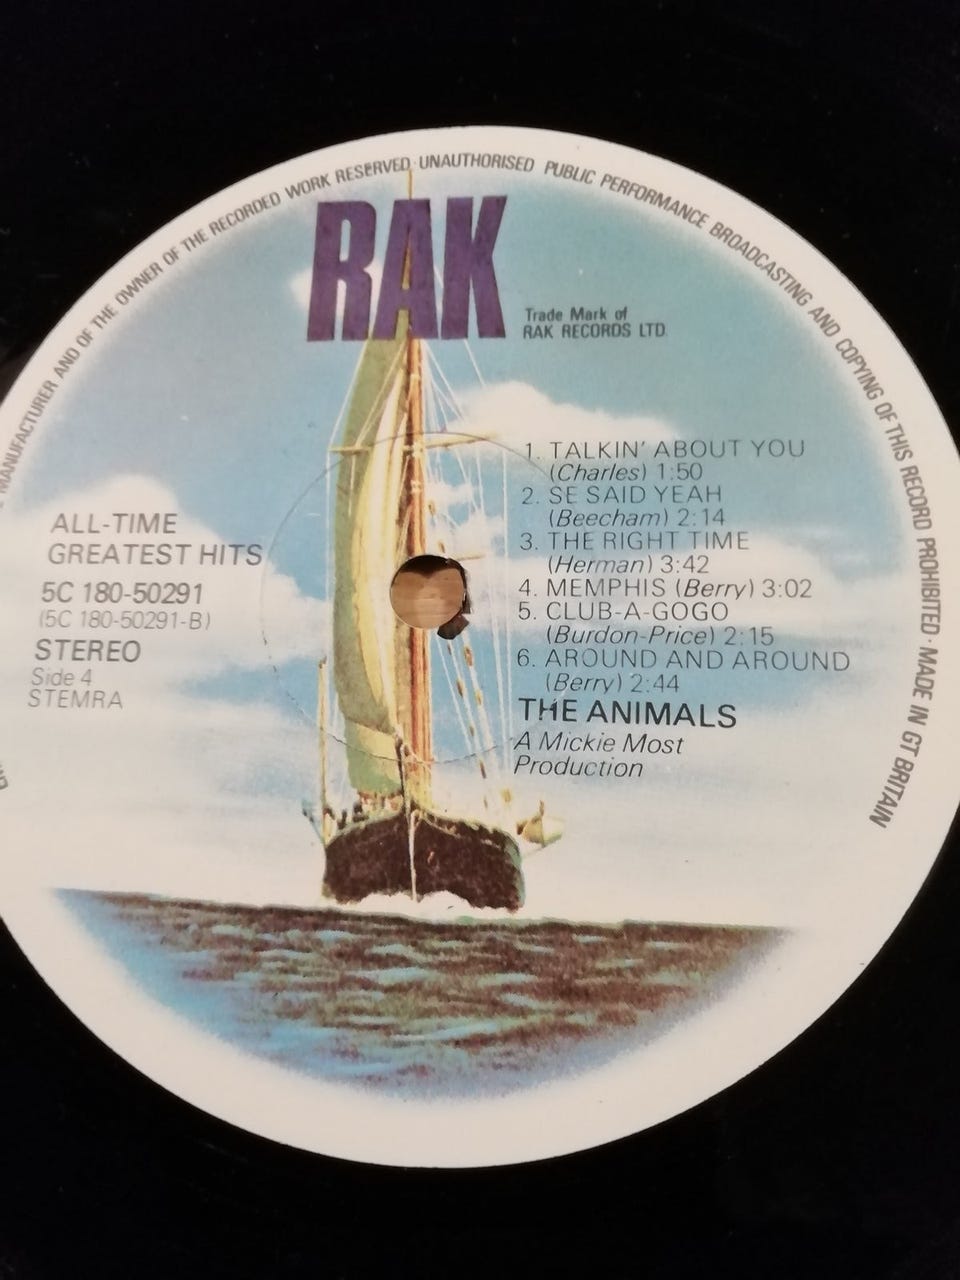 MANUFACTURER AND OF THE OWNER OF THE RECORDED WORK RESERVED · UNAUTHORISED PUBLIC PERFORMANCE BROADCASTING AND COPYING OF THIS RECORD PROHIBITED · MADE IN GT BRITAIN
RAK
Trade Mark of
RAK RECORDS LTD.
ALL-TIME
GREATEST HITS
5C 180-50291
(5C 180-50291-B)
STEREO
Side 4
STEMRA
1. TALKIN' ABOUT YOU
(Charles) 1:50
2. SE SAID YEAH
(Beecham) 2:14
3. THE RIGHT TIME
(Herman) 3:42
4. MEMPHIS (Berry) 3:02
5. CLUB-A-GOGO
(Burdon-Price) 2:15
6. AROUND AND AROUND
(Berry) 2:44
THE ANIMALS
A Mickie Most
Production